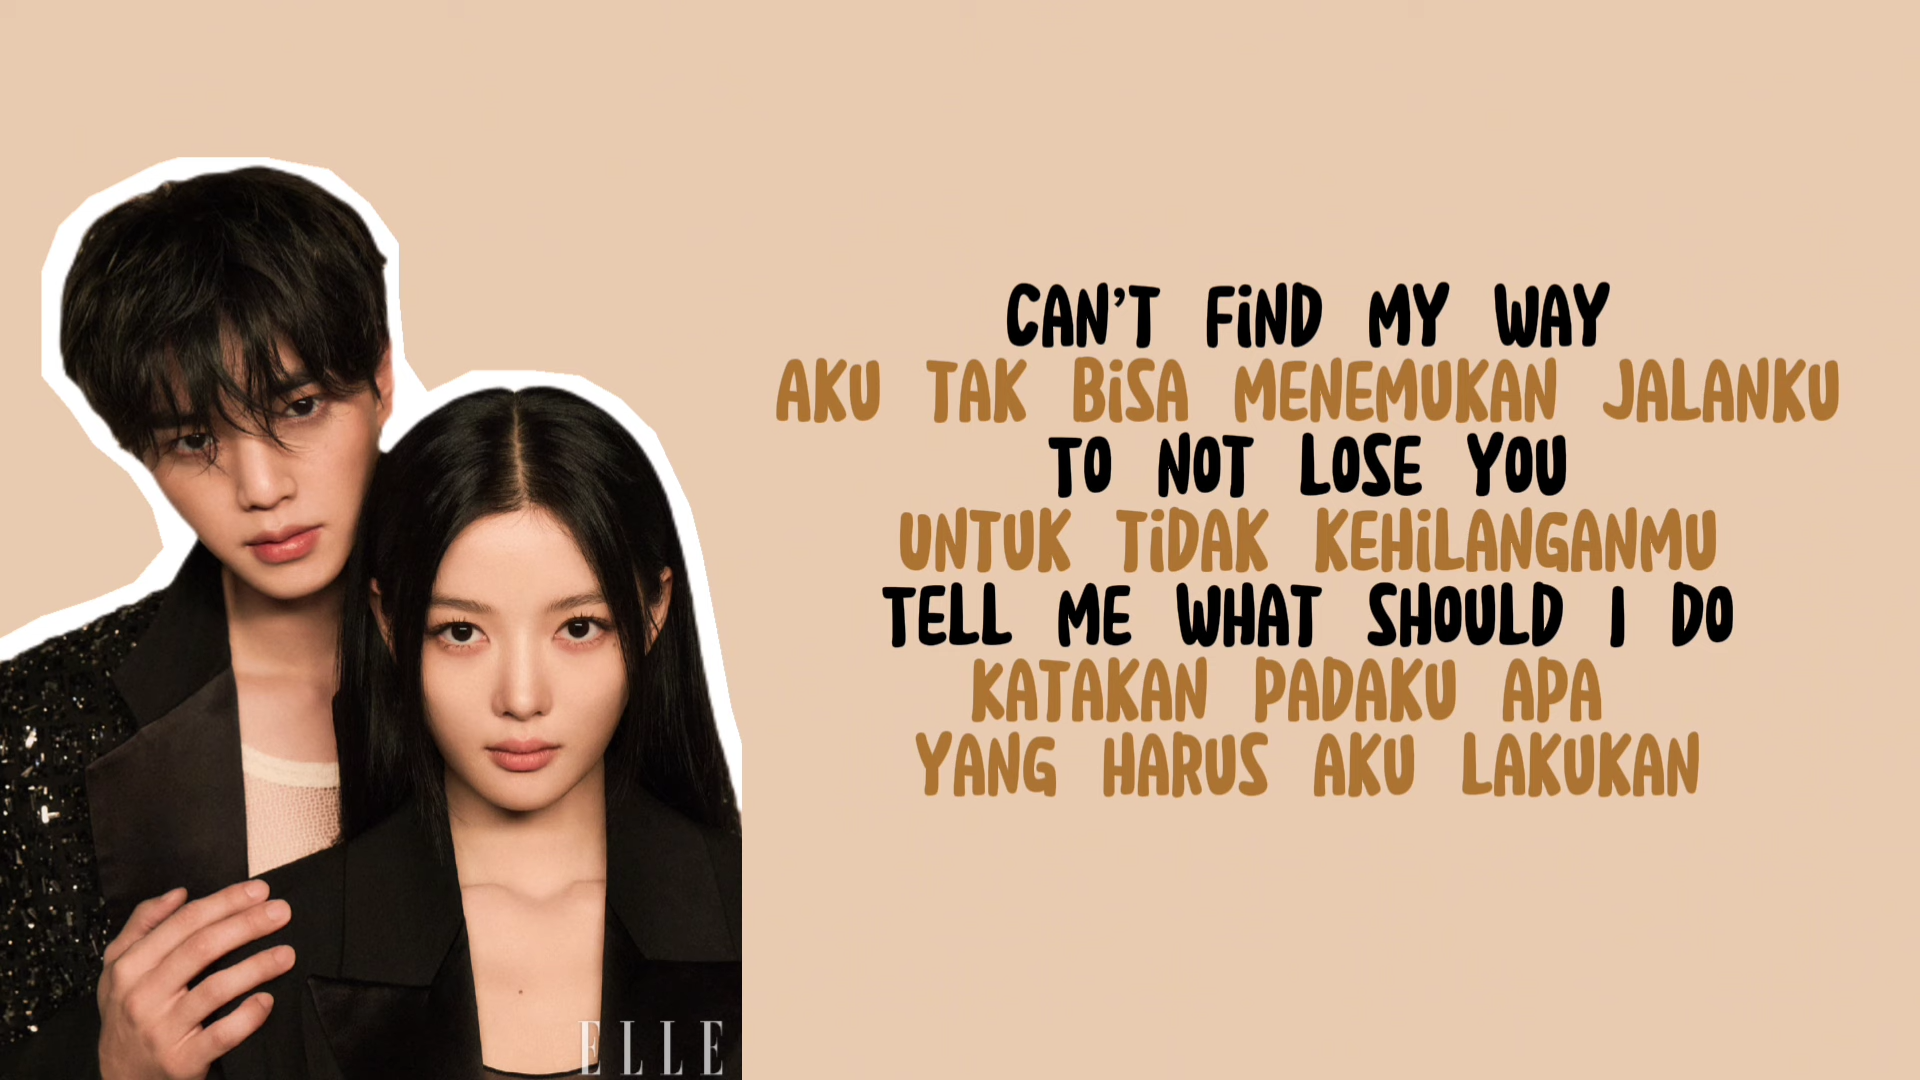 CAN'T FIND MY WAY
AKU TAK BISA MENEMUKAN JALANKU
TO NOT LOSE YOU
UNTUK TIDAK KEHILANGANMU
TELL ME WHAT SHOULD I DO
KATAKAN PADAKU APA
YANG HARUS AKU LAKUKAN
ELLE